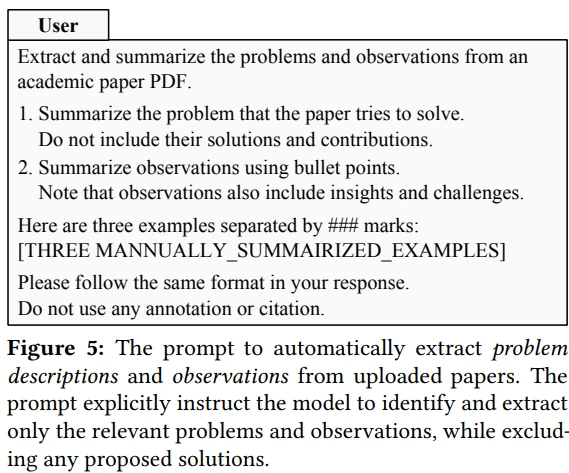 User
Extract and summarize the problems and observations from an
academic paper PDF.
1. Summarize the problem that the paper tries to solve.
Do not include their solutions and contributions.
2. Summarize observations using bullet points.
Note that observations also include insights and challenges.
Here are three examples separated by ### marks:
[THREE MANNUALLY_SUMMAIRIZED_EXAMPLES]
Please follow the same format in your response.
Do not use any annotation or citation.
Figure 5: The prompt to automatically extract problem
descriptions and observations from uploaded papers. The
prompt explicitly instruct the model to identify and extract
only the relevant problems and observations, while exclud-
ing any proposed solutions.